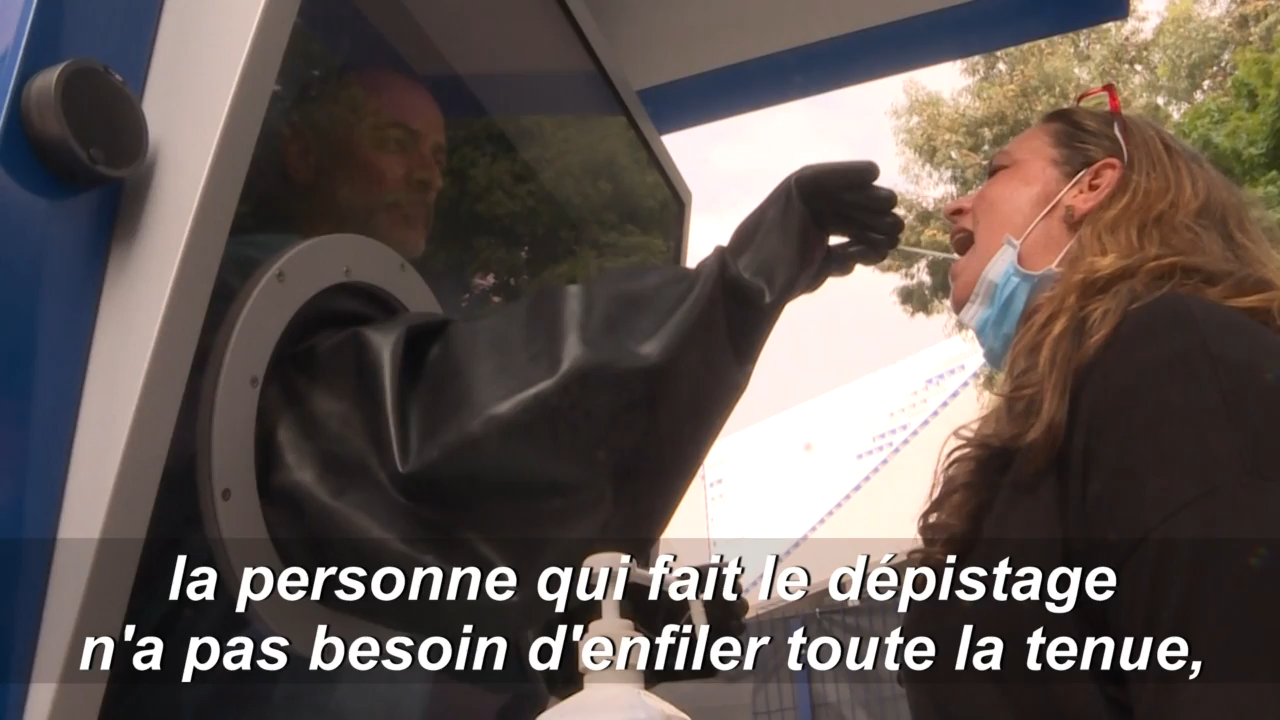 la personne qui fait le dépistage
n'a pas besoin d'enfiler toute la tenue,